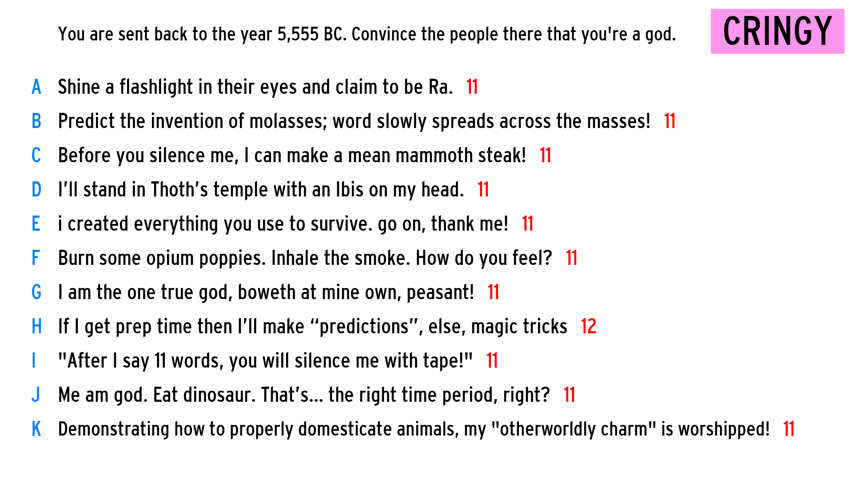 You are sent back to the year 5,555 BC. Convince the people there that you're a god.
CRINGY
A Shine a flashlight in their eyes and claim to be Ra. 11
B Predict the invention of molasses; word slowly spreads across the masses! 11
C Before you silence me, I can make a mean mammoth steak! 11
D I’ll stand in Thoth’s temple with an Ibis on my head. 11
E i created everything you use to survive. go on, thank me! 11
F Burn some opium poppies. Inhale the smoke. How do you feel? 11
G I am the one true god, boweth at mine own, peasant! 11
H If I get prep time then I’ll make “predictions”, else, magic tricks 12
I "After I say 11 words, you will silence me with tape!" 11
J Me am god. Eat dinosaur. That’s... the right time period, right? 11
K Demonstrating how to properly domesticate animals, my "otherworldly charm" is worshipped! 11